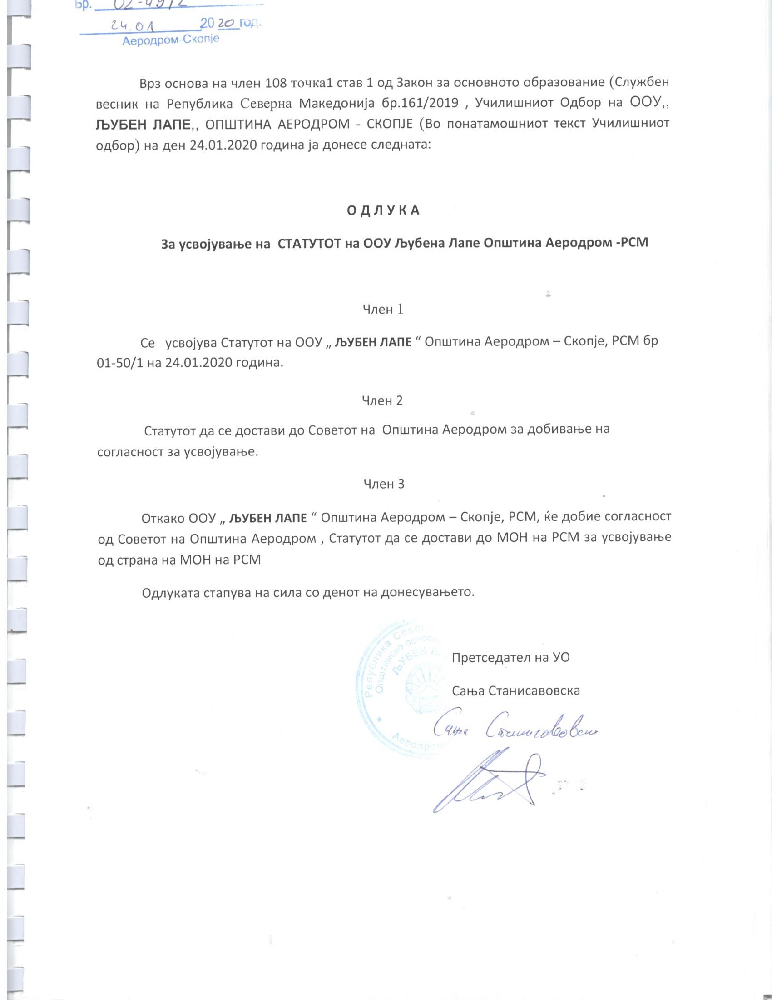 Бр. 02-49/2
24.01 2020 год.
Аеродром-Скопје
Врз основа на член 108 точка1 став 1 од Закон за основното образование (Службен
весник на Република Северна Македонија бр.161/2019 , Училишниот Одбор на ООУ,,
ЉУБЕН ЛАПЕ,, ОПШТИНА АЕРОДРОМ - СКОПЈЕ (Во понатамошниот текст Училишниот
одбор) на ден 24.01.2020 година ја донесе следната:
О Д Л У К А
За усвојување на СТАТУТОТ на ООУ Љубена Лапе Општина Аеродром -РСМ
Член 1
Се усвојува Статутот на ООУ „ ЉУБЕН ЛАПЕ “ Општина Аеродром – Скопје, РСМ бр
01-50/1 на 24.01.2020 година.
Член 2
Статутот да се достави до Советот на Општина Аеродром за добивање на
согласност за усвојување.
Член 3
Откако ООУ „ ЉУБЕН ЛАПЕ “ Општина Аеродром – Скопје, РСМ, ќе добие согласност
од Советот на Општина Аеродром , Статутот да се достави до МОН на РСМ за усвојување
од страна на МОН на РСМ
Одлуката стапува на сила со денот на донесувањето.
Република Север
Општинско основн
ЉУБЕН Л
Аеродром-
Претседател на УО
Сања Станисавовска
Сања Станисавовска